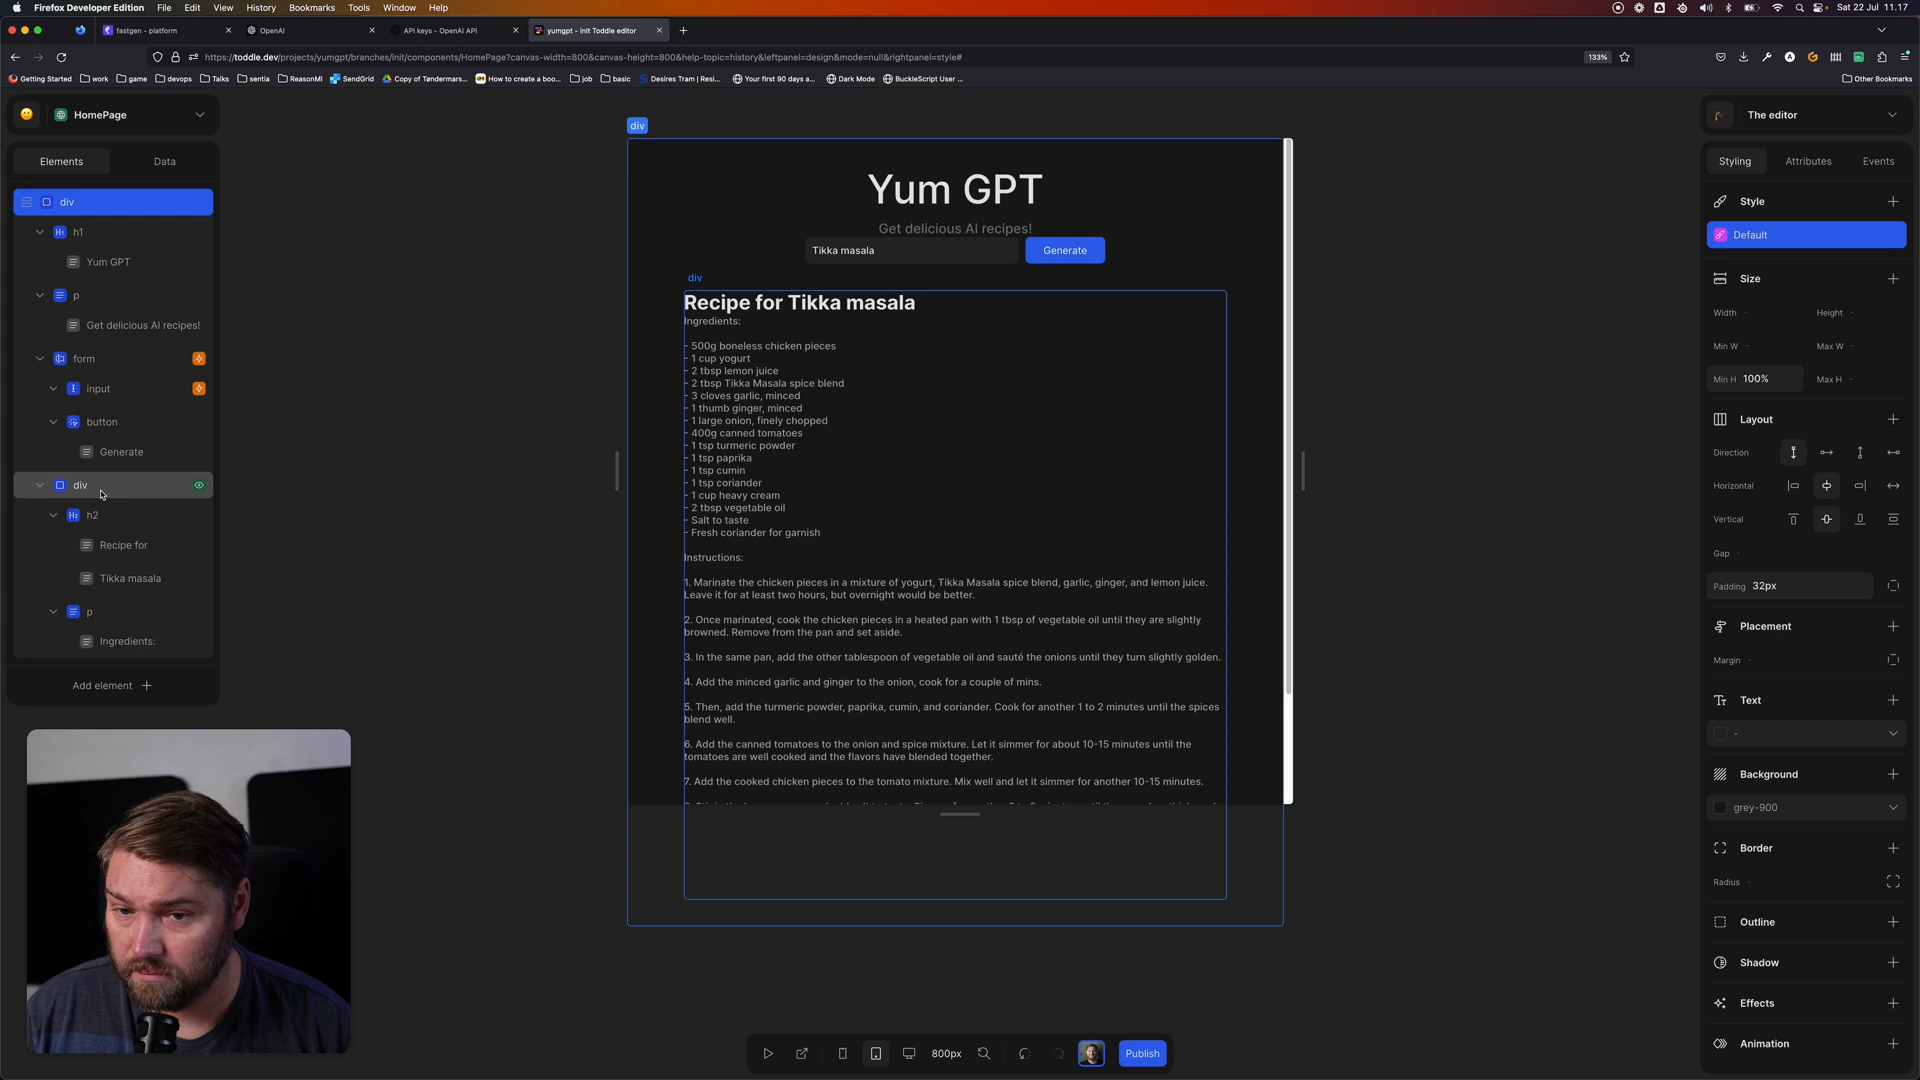 Firefox Developer Edition File Edit View History Bookmarks Tools Window Help Sat 22 Jul 11.17
fastgen - platform OpenAI API keys - OpenAI API yumgpt - init Toddle editor
https://toddle.dev/projects/yumgpt/branches/init/components/HomePage?canvas-width=800&canvas-height=800&help-topic=history&leftpanel=design&mode=null&rightpanel=style# 133%
Getting Started work game devops Talks sentia ReasonMl SendGrid Copy of Tøndermars... How to create a boo... job basic Desires Tram | Resi... Your first 90 days a... Dark Mode BuckleScript User ... Other Bookmarks
HomePage
Elements Data
div
h1
Yum GPT
p
Get delicious AI recipes!
form
input
button
Generate
div
h2
Recipe for
Tikka masala
p
Ingredients:
Add element
div
Yum GPT
Get delicious AI recipes!
Tikka masala Generate
div
Recipe for Tikka masala
Ingredients:
- 500g boneless chicken pieces
- 1 cup yogurt
- 2 tbsp lemon juice
- 2 tbsp Tikka Masala spice blend
- 3 cloves garlic, minced
- 1 thumb ginger, minced
- 1 large onion, finely chopped
- 400g canned tomatoes
- 1 tsp turmeric powder
- 1 tsp paprika
- 1 tsp cumin
- 1 tsp coriander
- 1 cup heavy cream
- 2 tbsp vegetable oil
- Salt to taste
- Fresh coriander for garnish
Instructions:
1. Marinate the chicken pieces in a mixture of yogurt, Tikka Masala spice blend, garlic, ginger, and lemon juice.
Leave it for at least two hours, but overnight would be better.
2. Once marinated, cook the chicken pieces in a heated pan with 1 tbsp of vegetable oil until they are slightly
browned. Remove from the pan and set aside.
3. In the same pan, add the other tablespoon of vegetable oil and sauté the onions until they turn slightly golden.
4. Add the minced garlic and ginger to the onion, cook for a couple of mins.
5. Then, add the turmeric powder, paprika, cumin, and coriander. Cook for another 1 to 2 minutes until the spices
blend well.
6. Add the canned tomatoes to the onion and spice mixture. Let it simmer for about 10-15 minutes until the
tomatoes are well cooked and the flavors have blended together.
7. Add the cooked chicken pieces to the tomato mixture. Mix well and let it simmer for another 10-15 minutes.
800px Publish
The editor
Styling Attributes Events
Style
Default
Size
Width - Height -
Min W - Max W -
Min H 100% Max H -
Layout
Direction
Horizontal
Vertical
Gap -
Padding 32px
Placement
Margin -
Text
-
Background
grey-900
Border
Radius -
Outline
Shadow
Effects
Animation